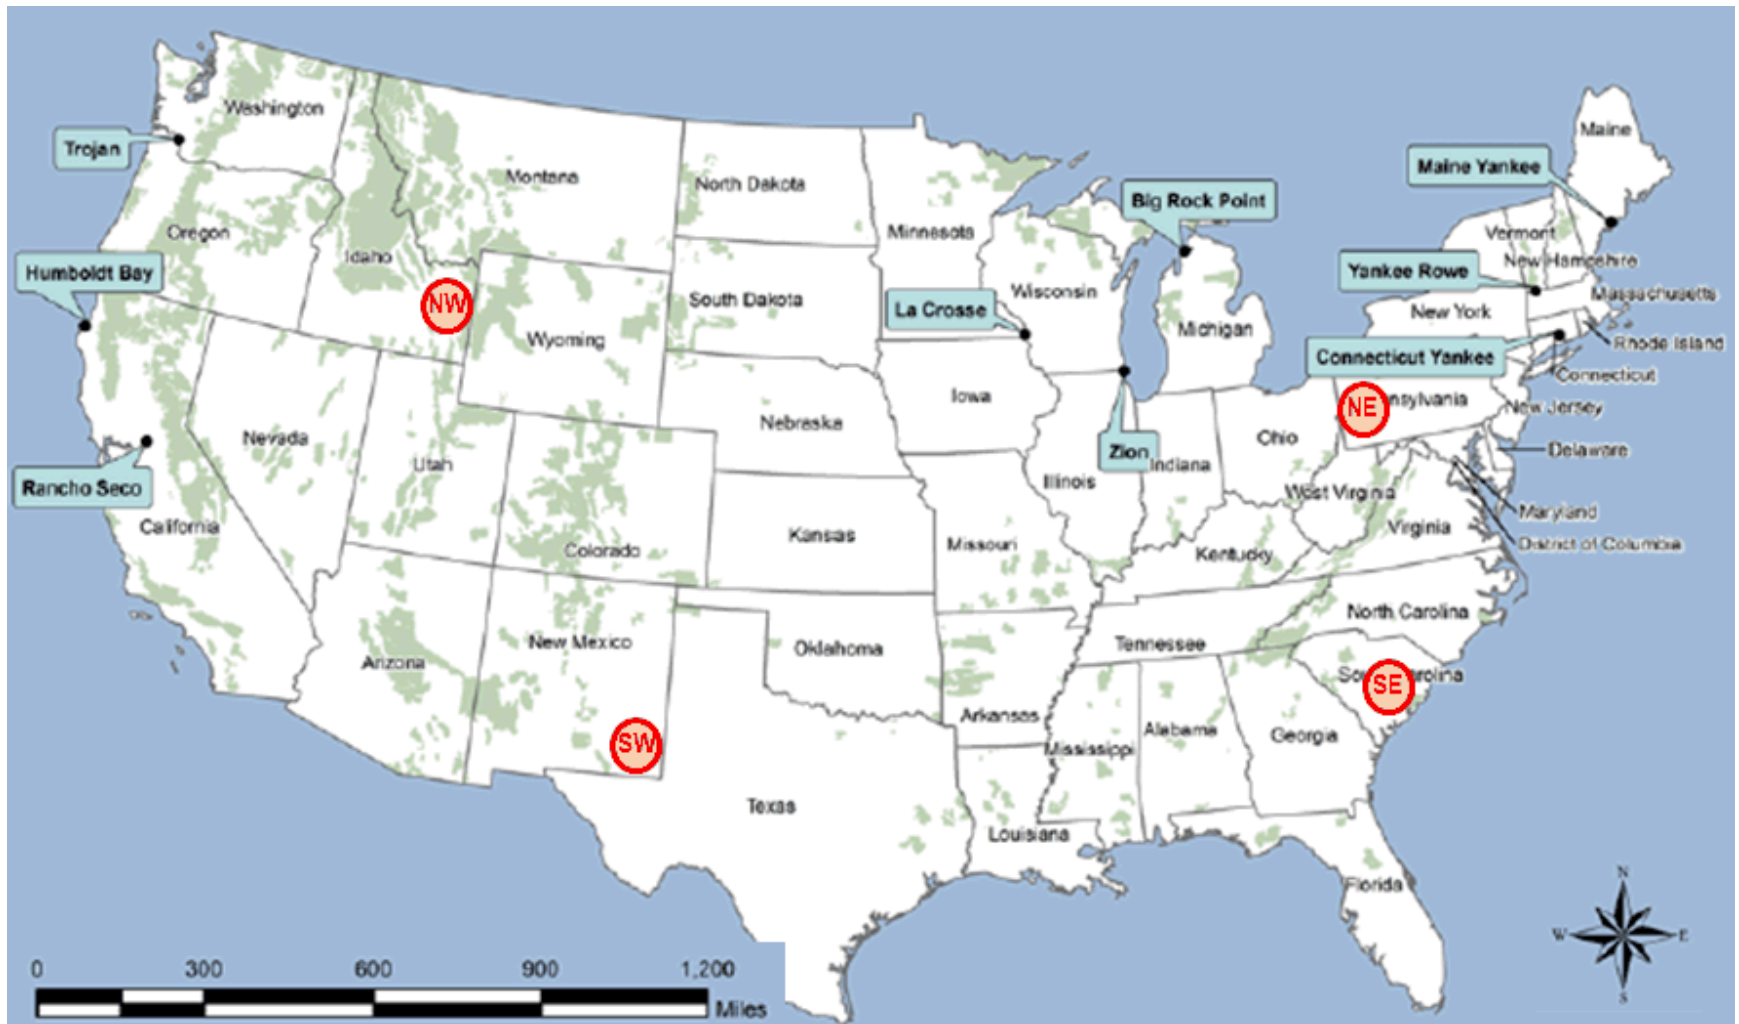 Washington
Maine
Trojan
Maine Yankee
Montana
North Dakota
Big Rock Point
Oregon
Minnesota
Vermont
Idaho
New Hampshire
Humboldt Bay
Yankee Rowe
NW
South Dakota
Wisconsin
Massachusetts
La Crosse
New York
Wyoming
Michigan
Rhode Island
Connecticut Yankee
Connecticut
Iowa
NE
nsylvania
New Jersey
Nebraska
Nevada
Ohio
Zion
Delaware
Utah
Indiana
Rancho Seco
Illinois
West Virginia
Maryland
California
Virginia
Kansas
Missouri
District of Columbia
Colorado
Kentucky
North Carolina
New Mexico
Tennessee
Oklahoma
Arizona
So
SE
rolina
Arkansas
SW
Mississippi
Alabama
Georgia
Texas
Louisiana
Florida
N
W
E
S
0 300 600 900 1,200
Miles